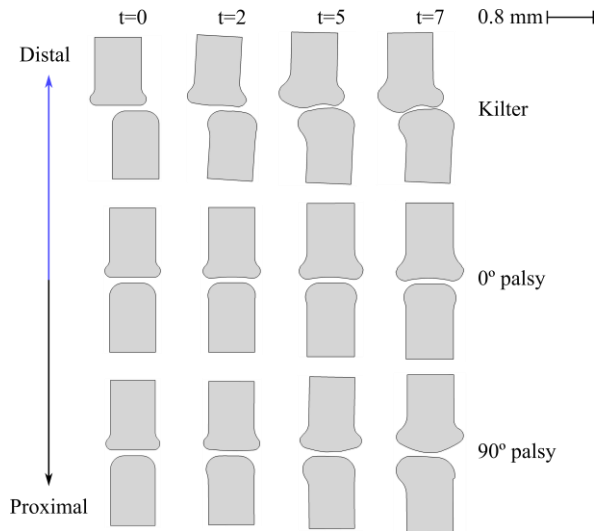 t=0 t=2 t=5 t=7 0.8 mm
Distal
Kilter
0º palsy
90º palsy
Proximal